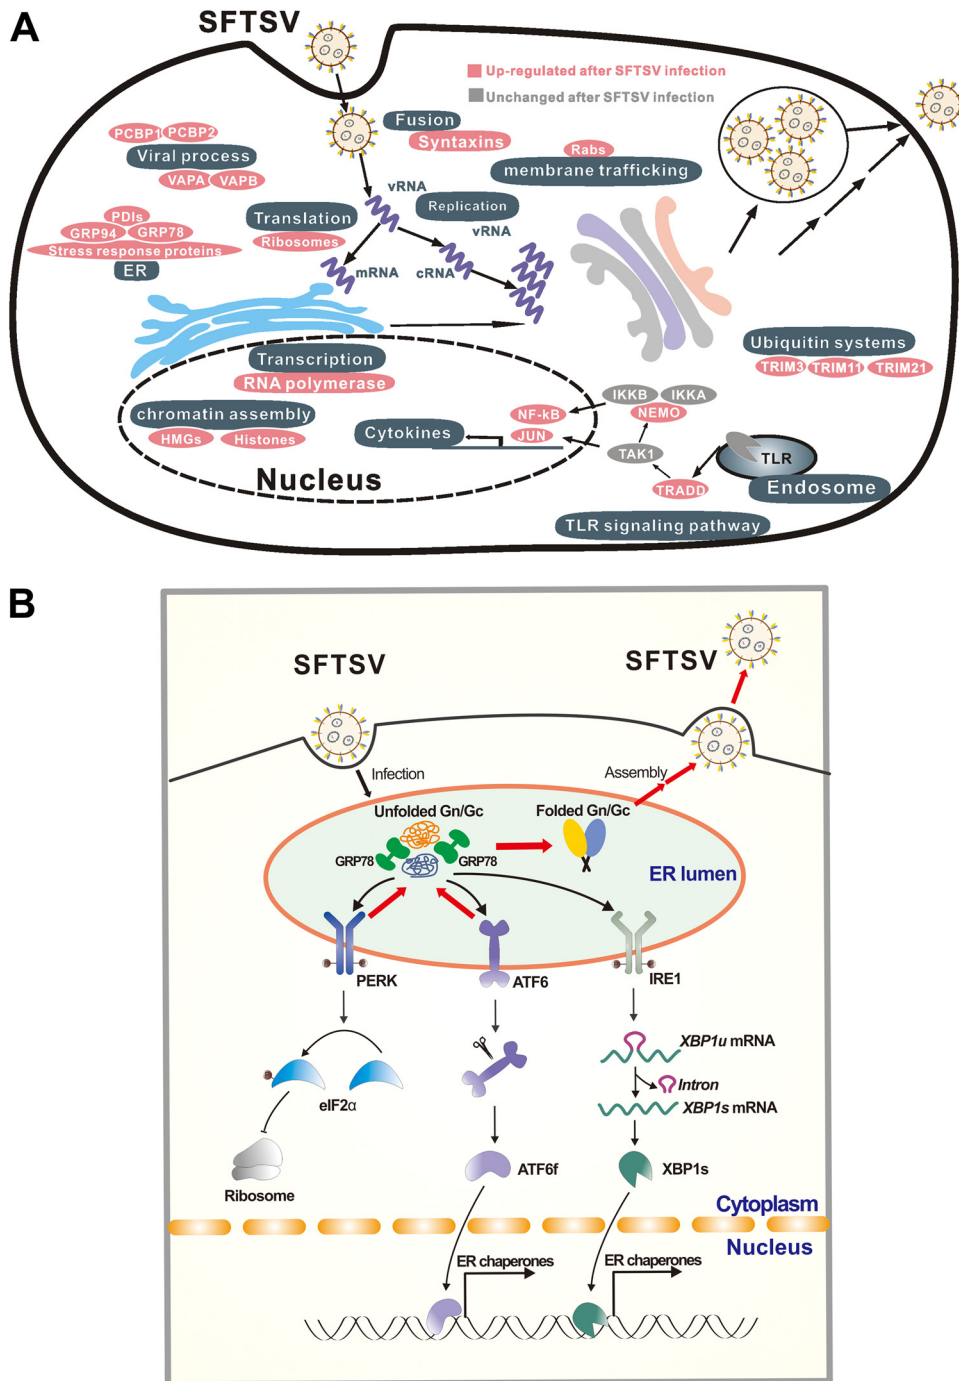 A
SFTSV
Up-regulated after SFTSV infection
Unchanged after SFTSV infection
PCBP1 PCBP2
Viral process
VAPA VAPB
Fusion
Syntaxins
Rabs
membrane trafficking
PDIs
GRP94 GRP78
Stress response proteins
ER
Translation
Ribosomes
vRNA
Replication
vRNA
mRNA
cRNA
Transcription
RNA polymerase
chromatin assembly
HMGs Histones
Nucleus
Cytokines
NF-kB
JUN
IKKB IKKA
NEMO
TAK1
TRADD
TLR
Endosome
TLR signaling pathway
Ubiquitin systems
TRIM3 TRIM11 TRIM21
B
SFTSV
SFTSV
Infection
Assembly
Unfolded Gn/Gc
Folded Gn/Gc
GRP78
GRP78
ER lumen
PERK
ATF6
IRE1
XBP1u mRNA
Intron
XBP1s mRNA
eIF2α
Ribosome
ATF6f
XBP1s
Cytoplasm
Nucleus
ER chaperones
ER chaperones